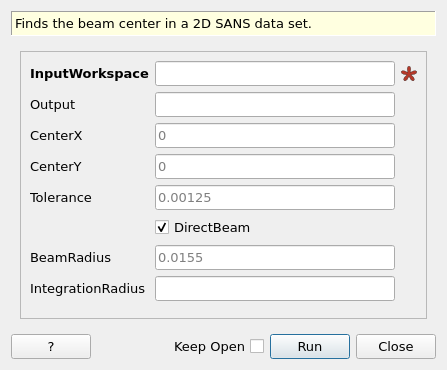 Finds the beam center in a 2D SANS data set.
InputWorkspace
Output
CenterX 0
CenterY 0
Tolerance 0.00125
DirectBeam
BeamRadius 0.0155
IntegrationRadius
? Keep Open Run Close